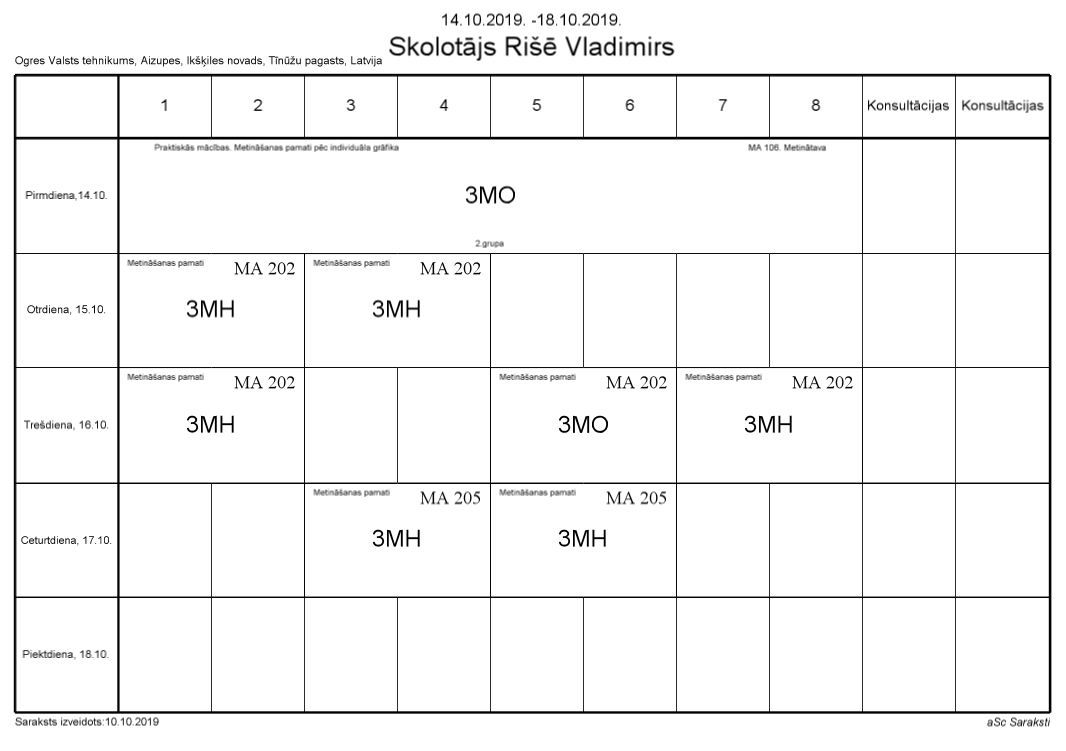 14.10.2019. -18.10.2019.
Skolotājs Rišē Vladimirs
Ogres Valsts tehnikums, Aizupes, Ikšķiles novads, Tīnūžu pagasts, Latvija
1 2 3 4 5 6 7 8 Konsultācijas Konsultācijas
Pirmdiena,14.10.
Praktiskās mācības. Metināšanas pamati pēc individuāla grāfika MA 106. Metinātava
3MO
2.grupa
Otrdiena, 15.10.
Metināšanas pamati MA 202 Metināšanas pamati MA 202
3MH 3MH
Trešdiena, 16.10.
Metināšanas pamati MA 202 Metināšanas pamati MA 202 Metināšanas pamati MA 202
3MH 3MO 3MH
Ceturtdiena, 17.10.
Metināšanas pamati MA 205 Metināšanas pamati MA 205
3MH 3MH
Piektdiena, 18.10.
Saraksts izveidots:10.10.2019 aSc Saraksti